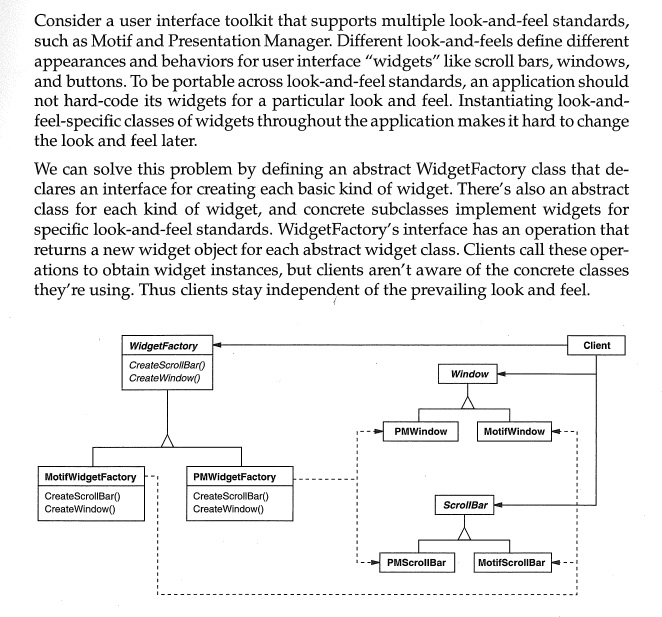 Consider a user interface toolkit that supports multiple look-and-feel standards,
such as Motif and Presentation Manager. Different look-and-feels define different
appearances and behaviors for user interface “widgets” like scroll bars, windows,
and buttons. To be portable across look-and-feel standards, an application should
not hard-code its widgets for a particular look and feel. Instantiating look-and-
feel-specific classes of widgets throughout the application makes it hard to change
the look and feel later.
We can solve this problem by defining an abstract WidgetFactory class that de-
clares an interface for creating each basic kind of widget. There's also an abstract
class for each kind of widget, and concrete subclasses implement widgets for
specific look-and-feel standards. WidgetFactory's interface has an operation that
returns a new widget object for each abstract widget class. Clients call these oper-
ations to obtain widget instances, but clients aren't aware of the concrete classes
they're using. Thus clients stay independent of the prevailing look and feel.
WidgetFactory
CreateScrollBar()
CreateWindow()
Client
Window
PMWindow
MotifWindow
MotifWidgetFactory
CreateScrollBar()
CreateWindow()
PMWidgetFactory
CreateScrollBar()
CreateWindow()
ScrollBar
PMScrollBar
MotifScrollBar